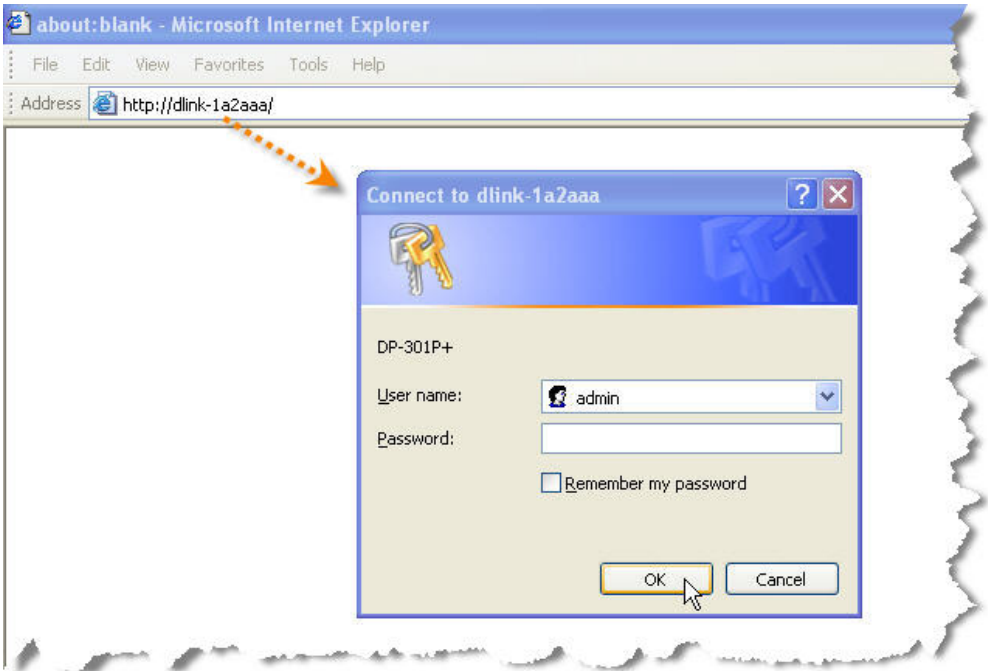 about:blank - Microsoft Internet Explorer
File Edit View Favorites Tools Help
Address http://dlink-1a2aaa/
Connect to dlink-1a2aaa
DP-301P+
User name: admin
Password:
Remember my password
OK Cancel